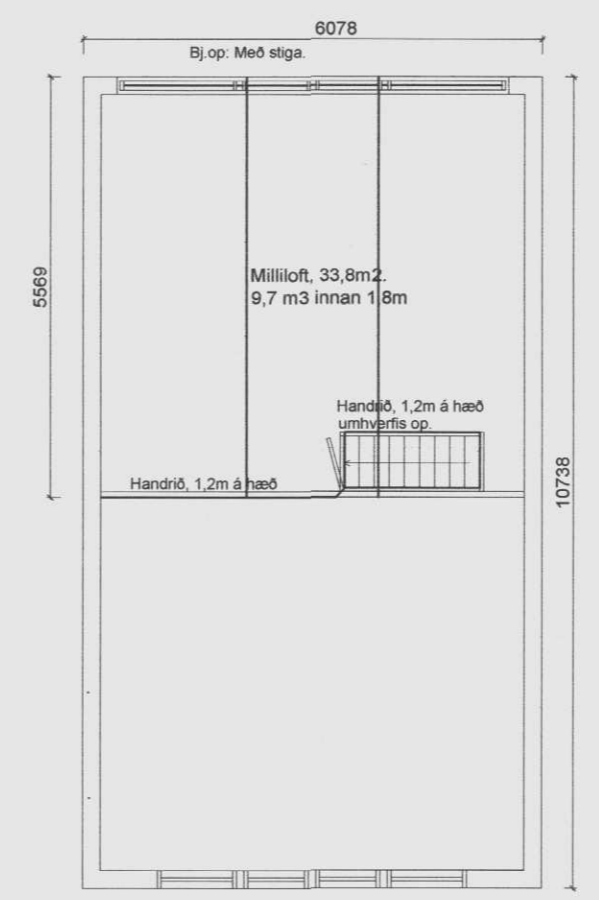 6078
Bj.op: Með stiga.
5569
Milliloft, 33,8m2.
9,7 m3 innan 1,8m
Handrið, 1,2m á hæð
umhverfis op.
Handrið, 1,2m á hæð
10738